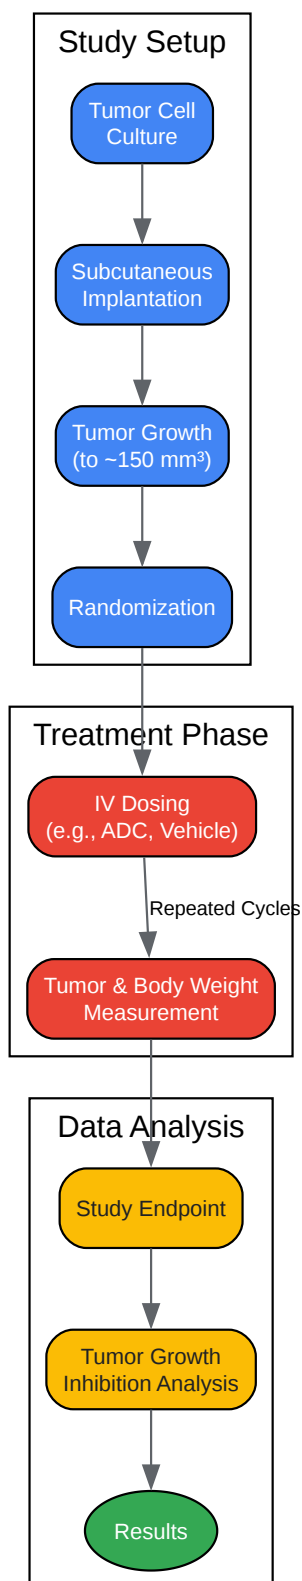 Study Setup
Tumor Cell
Culture
Subcutaneous
Implantation
Tumor Growth
(to ~150 mm³)
Randomization
Treatment Phase
IV Dosing
(e.g., ADC, Vehicle)
Repeated Cycles
Tumor & Body Weight
Measurement
Data Analysis
Study Endpoint
Tumor Growth
Inhibition Analysis
Results